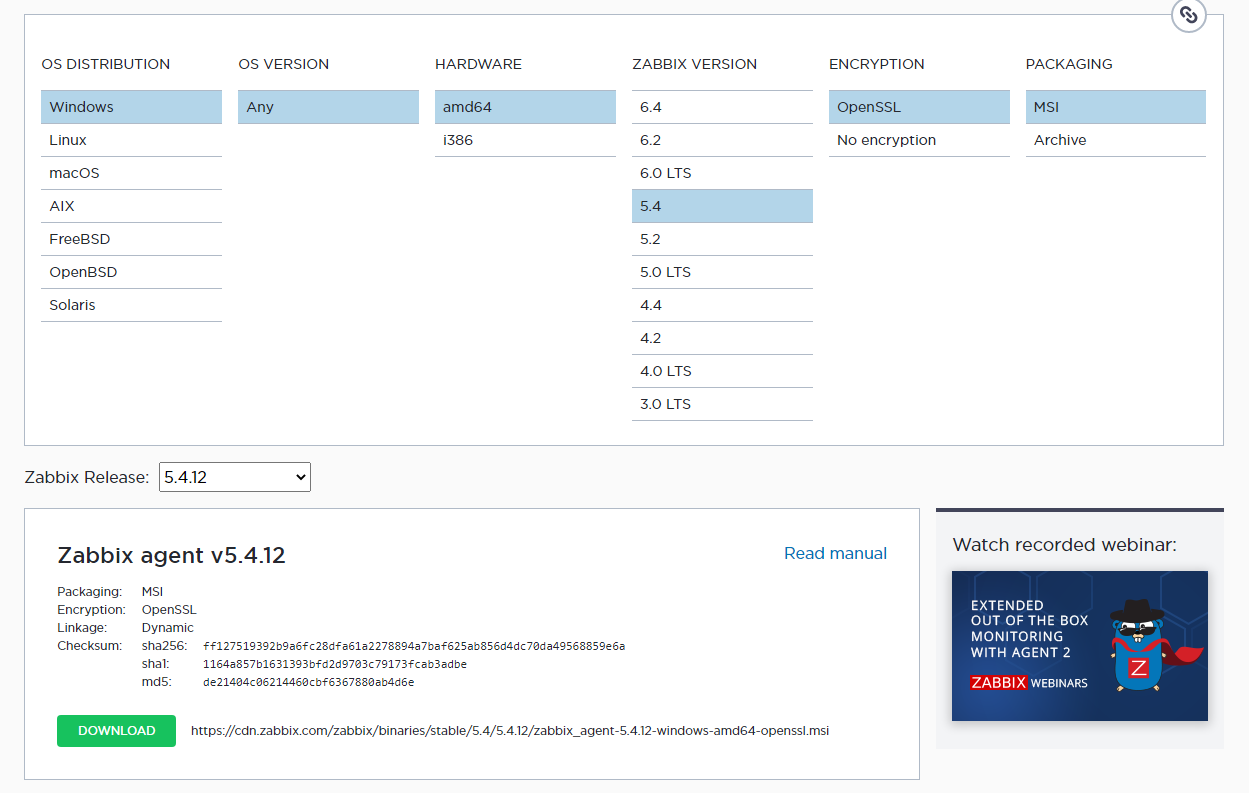 OS DISTRIBUTION OS VERSION HARDWARE ZABBIX VERSION ENCRYPTION PACKAGING
Windows Any amd64 6.4 OpenSSL MSI
Linux i386 6.2 No encryption Archive
macOS 6.0 LTS
AIX 5.4
FreeBSD 5.2
OpenBSD 5.0 LTS
Solaris 4.4
4.2
4.0 LTS
3.0 LTS
Zabbix Release: 5.4.12
Zabbix agent v5.4.12 Read manual
Packaging: MSI
Encryption: OpenSSL
Linkage: Dynamic
Checksum: sha256: ff127519392b9a6fc28dfa61a2278894a7baf625ab856d4dc70da49568859e6a
sha1: 1164a857b1631393bfd2d9703c79173fcab3adbe
md5: de21404c06214460cbf6367880ab4d6e
DOWNLOAD https://cdn.zabbix.com/zabbix/binaries/stable/5.4/5.4.12/zabbix_agent-5.4.12-windows-amd64-openssl.msi
Watch recorded webinar:
EXTENDED
OUT OF THE BOX
MONITORING
WITH AGENT 2
ZABBIX WEBINARS
Z